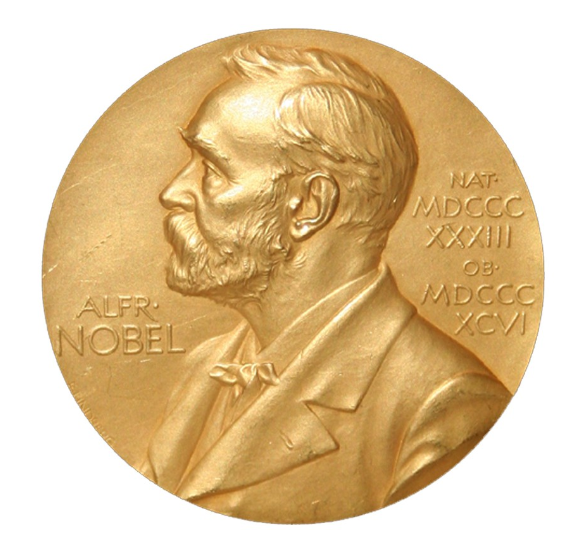 ALFR·
NOBEL
NAT·
MDCCC
XXXIII
OB·
MDCCC
XCVI